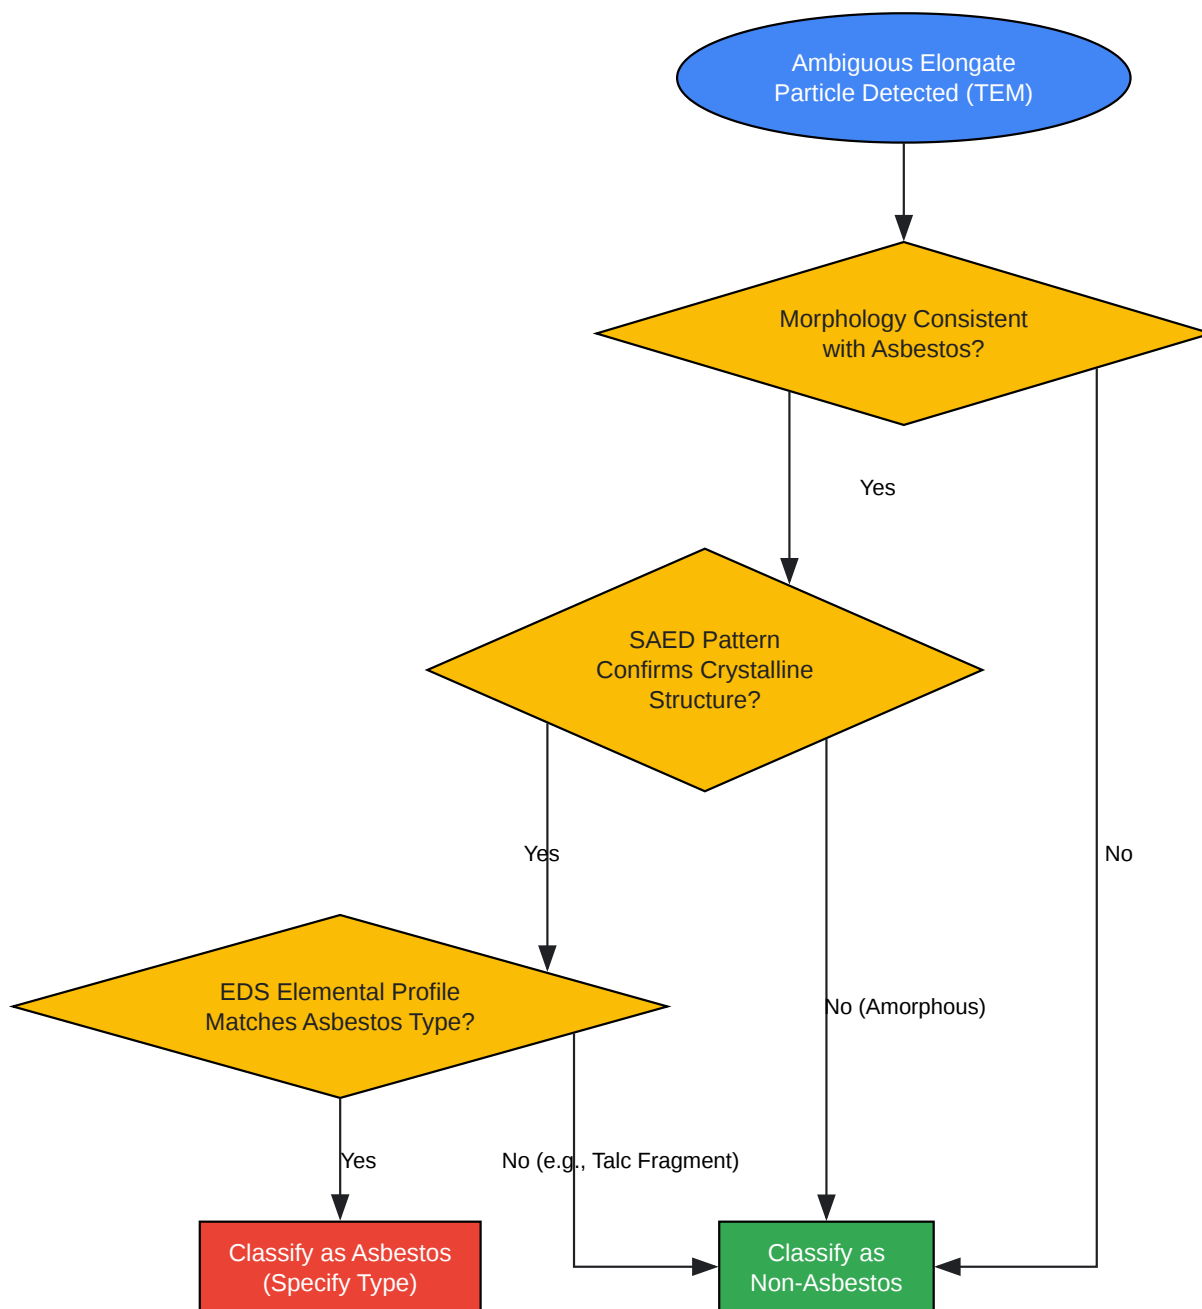 Ambiguous Elongate
Particle Detected (TEM)
Morphology Consistent
with Asbestos?
Yes
SAED Pattern
Confirms Crystalline
Structure?
Yes
No
EDS Elemental Profile
Matches Asbestos Type?
No (Amorphous)
Yes
No (e.g., Talc Fragment)
Classify as Asbestos
(Specify Type)
Classify as
Non-Asbestos